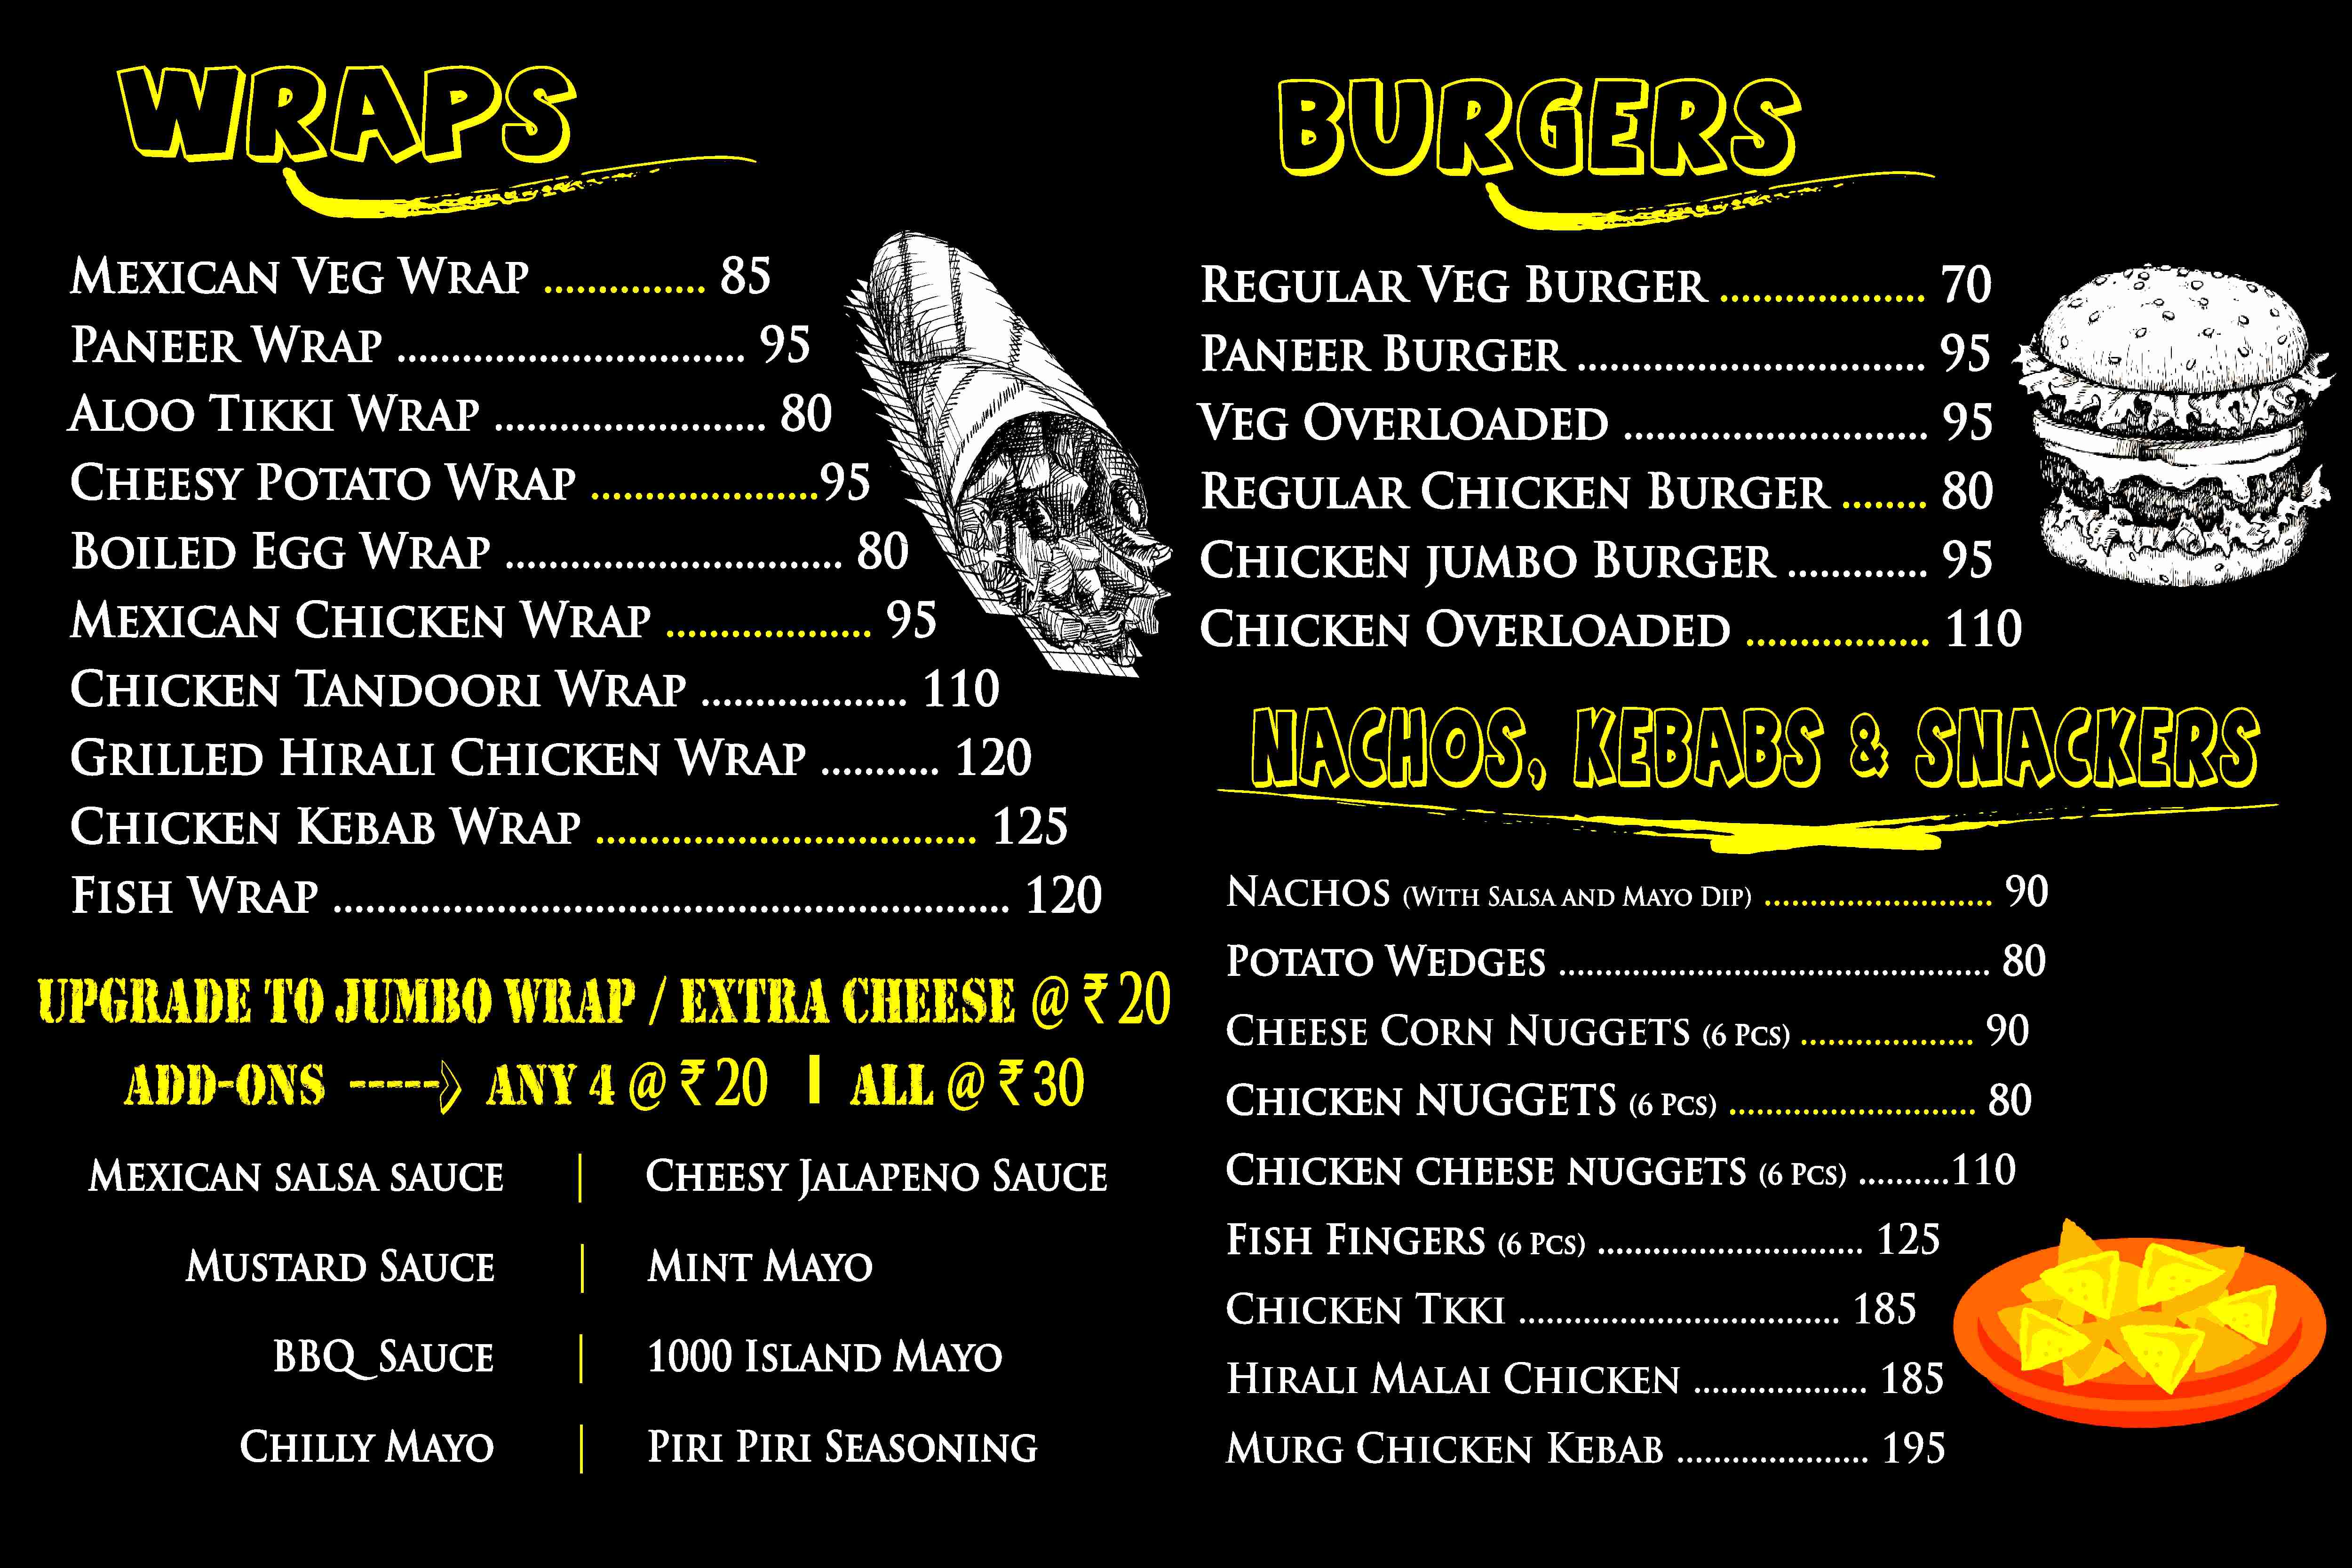 WRAPS
MEXICAN VEG WRAP ............... 85
PANEER WRAP ................................ 95
ALOO TIKKI WRAP ......................... 80
CHEESY POTATO WRAP .....................95
BOILED EGG WRAP ............................... 80
MEXICAN CHICKEN WRAP ................... 95
CHICKEN TANDOORI WRAP ................... 110
GRILLED HIRALI CHICKEN WRAP ........... 120
CHICKEN KEBAB WRAP ................................... 125
FISH WRAP .............................................................. 120
UPGRADE TO JUMBO WRAP / EXTRA CHEESE @ ₹ 20
ADD-ONS -----> ANY 4 @ ₹ 20 | ALL @ ₹ 30
MEXICAN SALSA SAUCE | CHEESY JALAPENO SAUCE
MUSTARD SAUCE | MINT MAYO
BBQ SAUCE | 1000 ISLAND MAYO
CHILLY MAYO | PIRI PIRI SEASONING
BURGERS
REGULAR VEG BURGER ................... 70
PANEER BURGER ................................ 95
VEG OVERLOADED ............................ 95
REGULAR CHICKEN BURGER ........ 80
CHICKEN JUMBO BURGER ............. 95
CHICKEN OVERLOADED ................. 110
NACHOS, KEBABS & SNACKERS
NACHOS (WITH SALSA AND MAYO DIP) ......................... 90
POTATO WEDGES ............................................... 80
CHEESE CORN NUGGETS (6 PCS) ................... 90
CHICKEN NUGGETS (6 PCS) ........................... 80
CHICKEN CHEESE NUGGETS (6 PCS) ..........110
FISH FINGERS (6 PCS) ............................. 125
CHICKEN TKKI ................................... 185
HIRALI MALAI CHICKEN ................... 185
MURG CHICKEN KEBAB ..................... 195